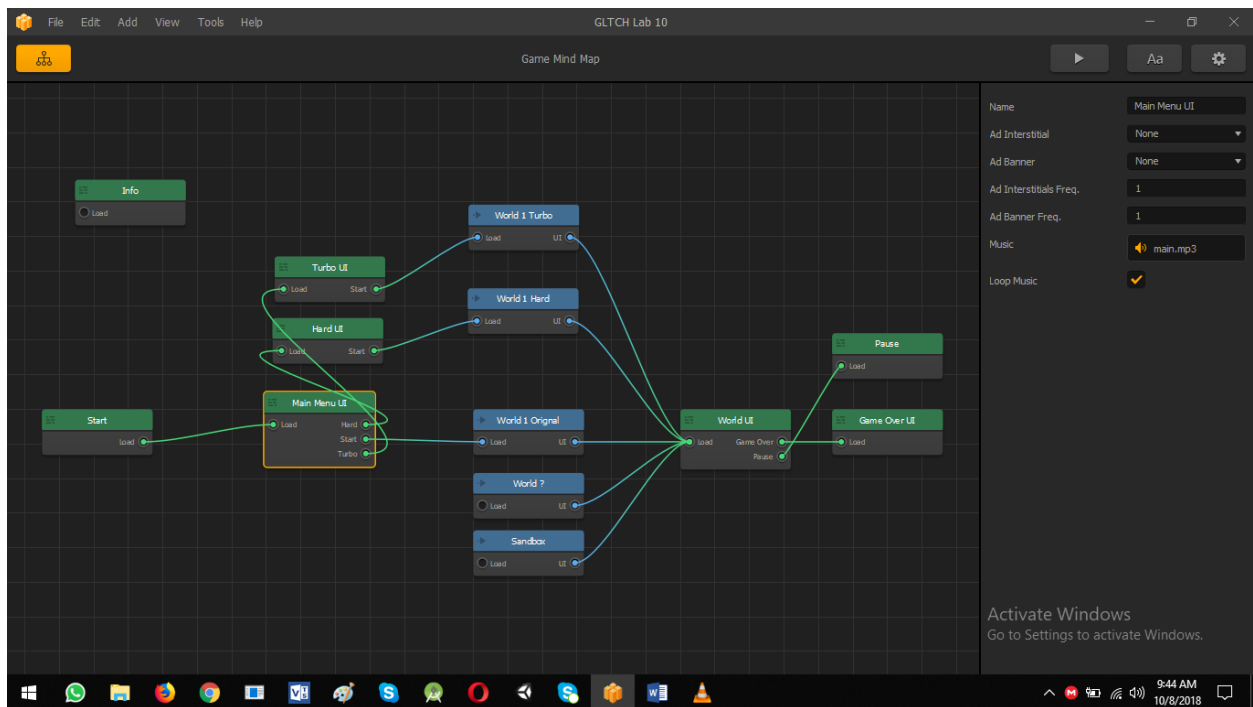 File Edit Add View Tools Help
GLTCH Lab 10
Game Mind Map
Aa
Name Main Menu UI
Ad Interstitial None
Ad Banner None
Ad Interstitials Freq. 1
Ad Banner Freq. 1
Music main.mp3
Loop Music
Info
Load
World 1 Turbo
Load UI
Turbo UI
Load Start
World 1 Hard
Load UI
Hard UI
Load Start
Pause
Load
Main Menu UI
Load Hard
Start
Turbo
Start
Load
World 1 Orignal
Load UI
World UI
Load Game Over
Pause
Game Over UI
Load
World ?
Load UI
Sandbox
Load UI
Activate Windows
Go to Settings to activate Windows.
9:44 AM
10/8/2018